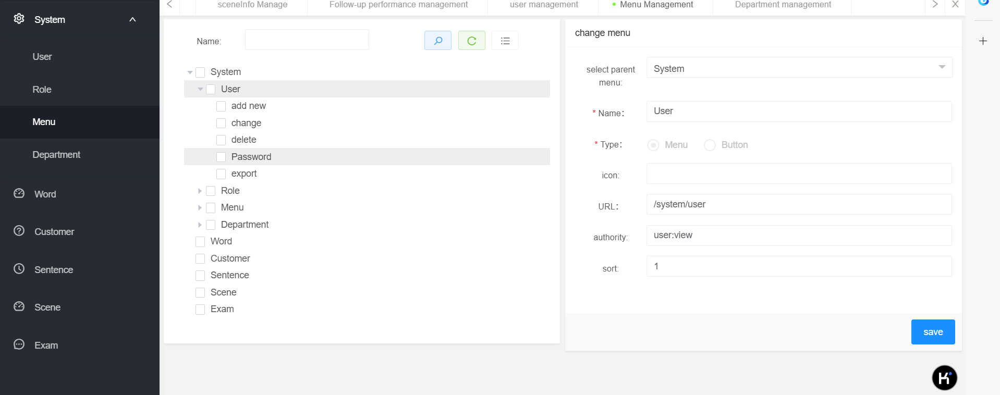 sceneInfo Manage
Follow-up performance management
user management
Menu Management
Department management
X
System
User
Role
Menu
Department
Word
Customer
Sentence
Scene
Exam
Name:
System
User
add new
change
delete
Password
export
Role
Menu
Department
Word
Customer
Sentence
Scene
Exam
change menu
select parent
menu:
System
* Name：
User
* Type：
Menu
Button
icon:
URL：
/system/user
authority:
user:view
sort:
1
save
K